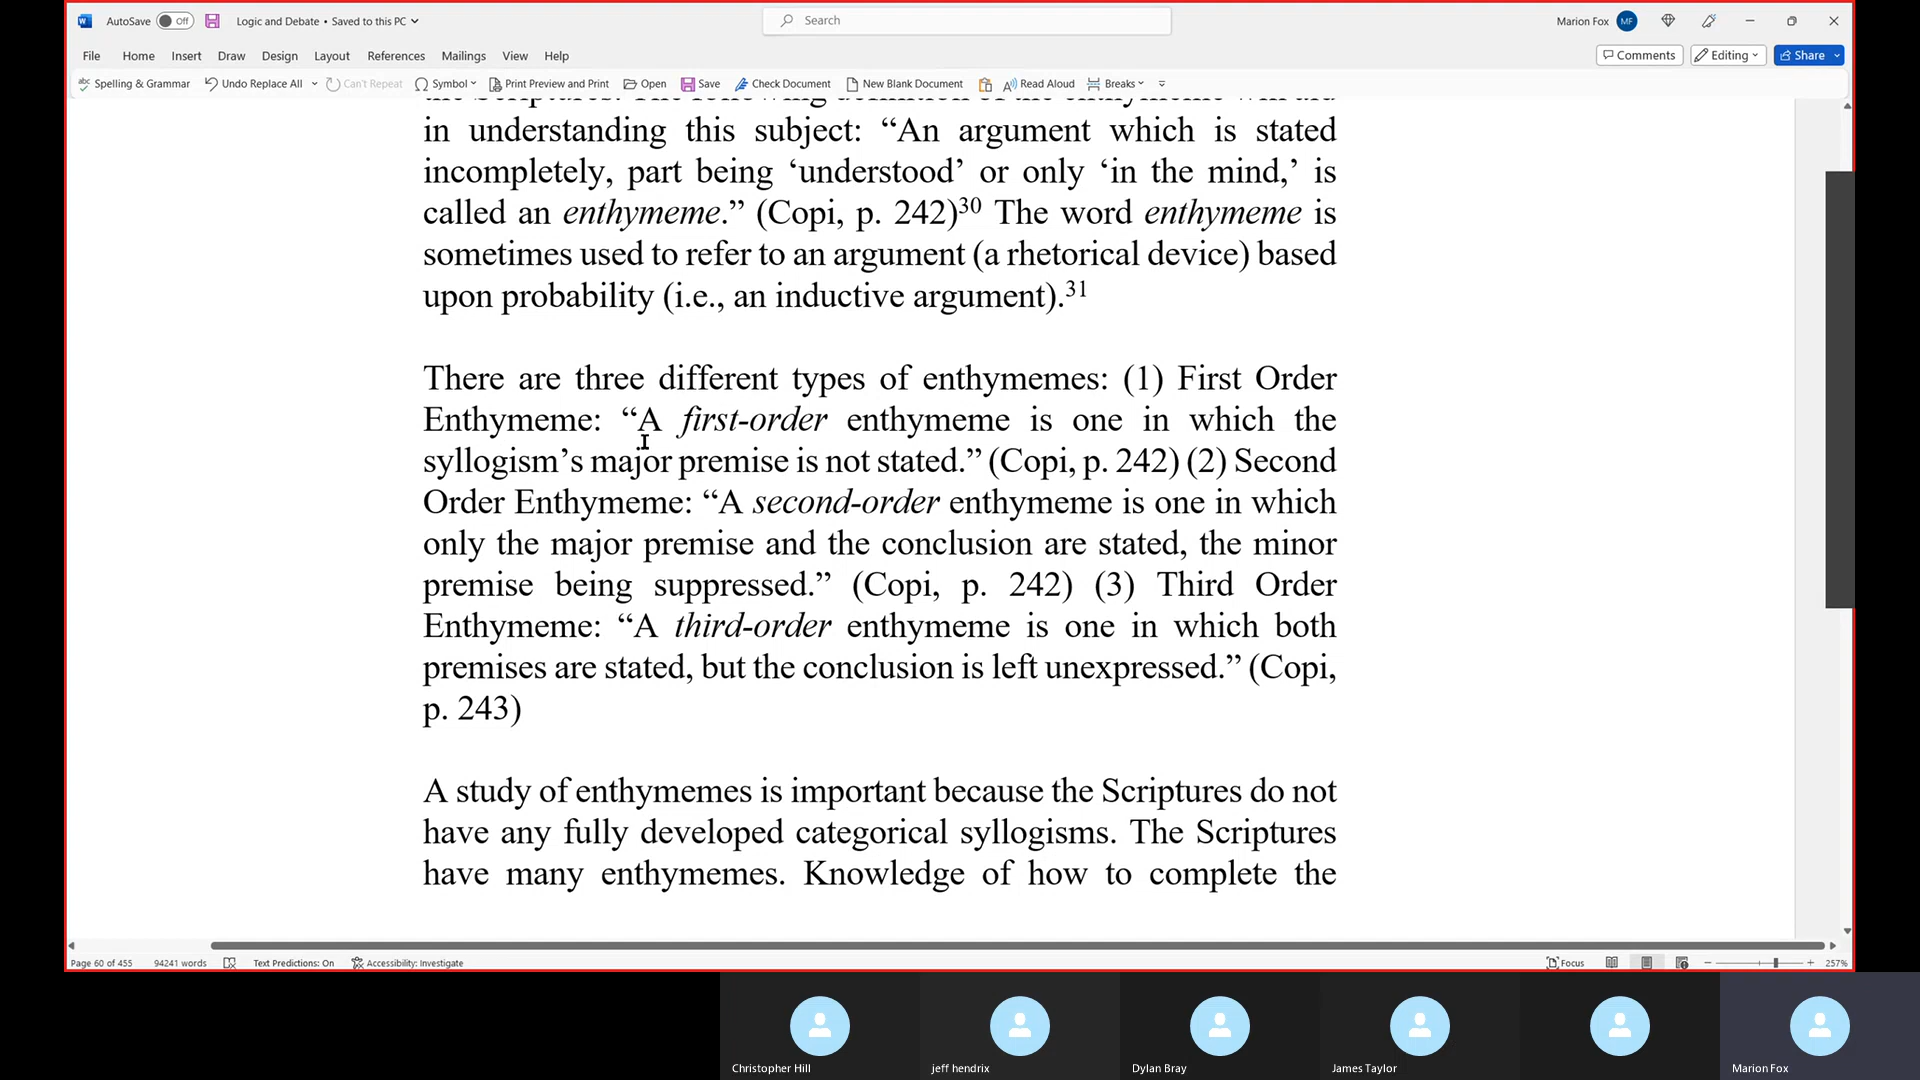 AutoSave Off Logic and Debate • Saved to this PC Search Marion Fox MF
File Home Insert Draw Design Layout References Mailings View Help Comments Editing Share
Spelling & Grammar Undo Replace All Can't Repeat Symbol Print Preview and Print Open Save Check Document New Blank Document Read Aloud Breaks
the Scriptures. The following definition of the enthymeme will aid
in understanding this subject: “An argument which is stated
incompletely, part being ‘understood’ or only ‘in the mind,’ is
called an enthymeme.” (Copi, p. 242)30 The word enthymeme is
sometimes used to refer to an argument (a rhetorical device) based
upon probability (i.e., an inductive argument).31
There are three different types of enthymemes: (1) First Order
Enthymeme: “A first-order enthymeme is one in which the
syllogism’s major premise is not stated.” (Copi, p. 242) (2) Second
Order Enthymeme: “A second-order enthymeme is one in which
only the major premise and the conclusion are stated, the minor
premise being suppressed.” (Copi, p. 242) (3) Third Order
Enthymeme: “A third-order enthymeme is one in which both
premises are stated, but the conclusion is left unexpressed.” (Copi,
p. 243)
A study of enthymemes is important because the Scriptures do not
have any fully developed categorical syllogisms. The Scriptures
have many enthymemes. Knowledge of how to complete the
Page 60 of 455 94241 words Text Predictions: On Accessibility: Investigate Focus 257%
Christopher Hill jeff hendrix Dylan Bray James Taylor Marion Fox